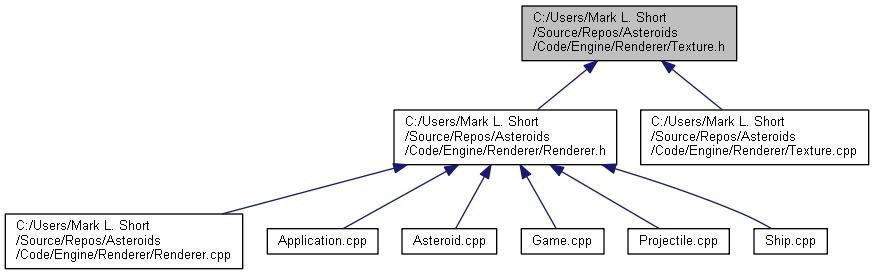 C:/Users/Mark L. Short
/Source/Repos/Asteroids
/Code/Engine/Renderer/Texture.h
C:/Users/Mark L. Short
/Source/Repos/Asteroids
/Code/Engine/Renderer/Renderer.h
C:/Users/Mark L. Short
/Source/Repos/Asteroids
/Code/Engine/Renderer/Texture.cpp
C:/Users/Mark L. Short
/Source/Repos/Asteroids
/Code/Engine/Renderer/Renderer.cpp
Application.cpp
Asteroid.cpp
Game.cpp
Projectile.cpp
Ship.cpp